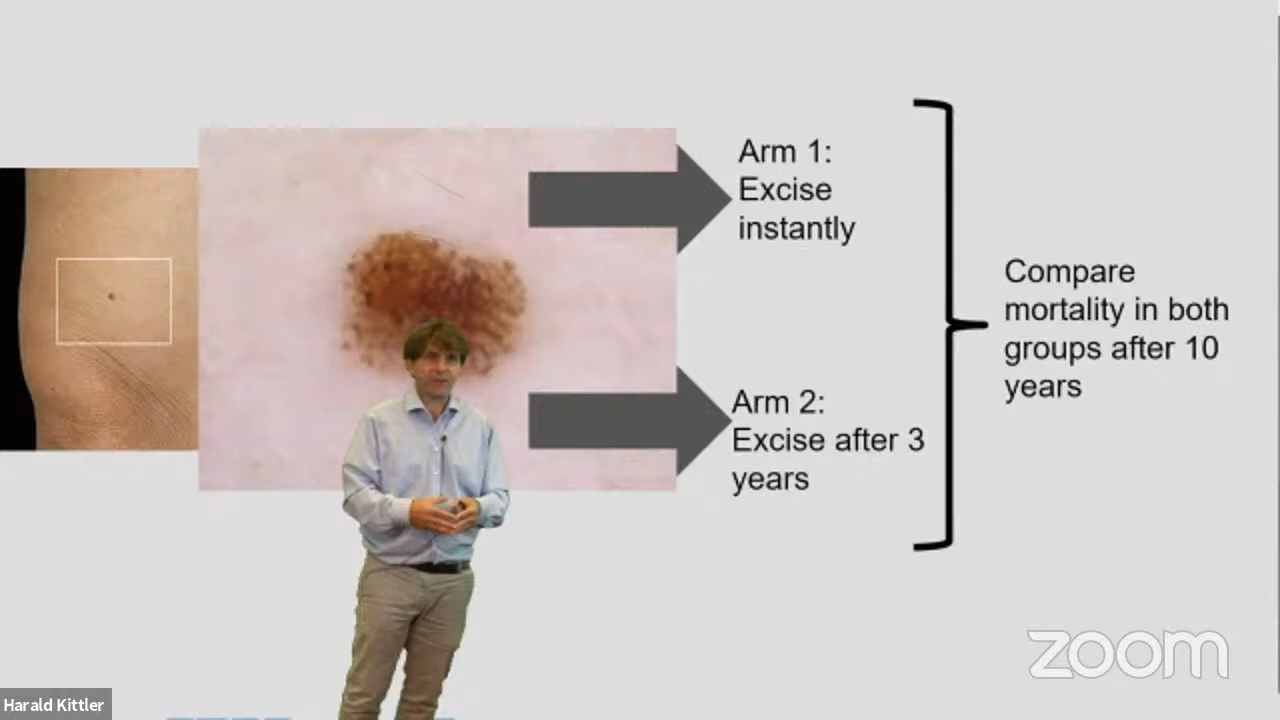 Arm 1:
Excise
instantly
Arm 2:
Excise after 3
years
Compare
mortality in both
groups after 10
years
zoom
Harald Kittler